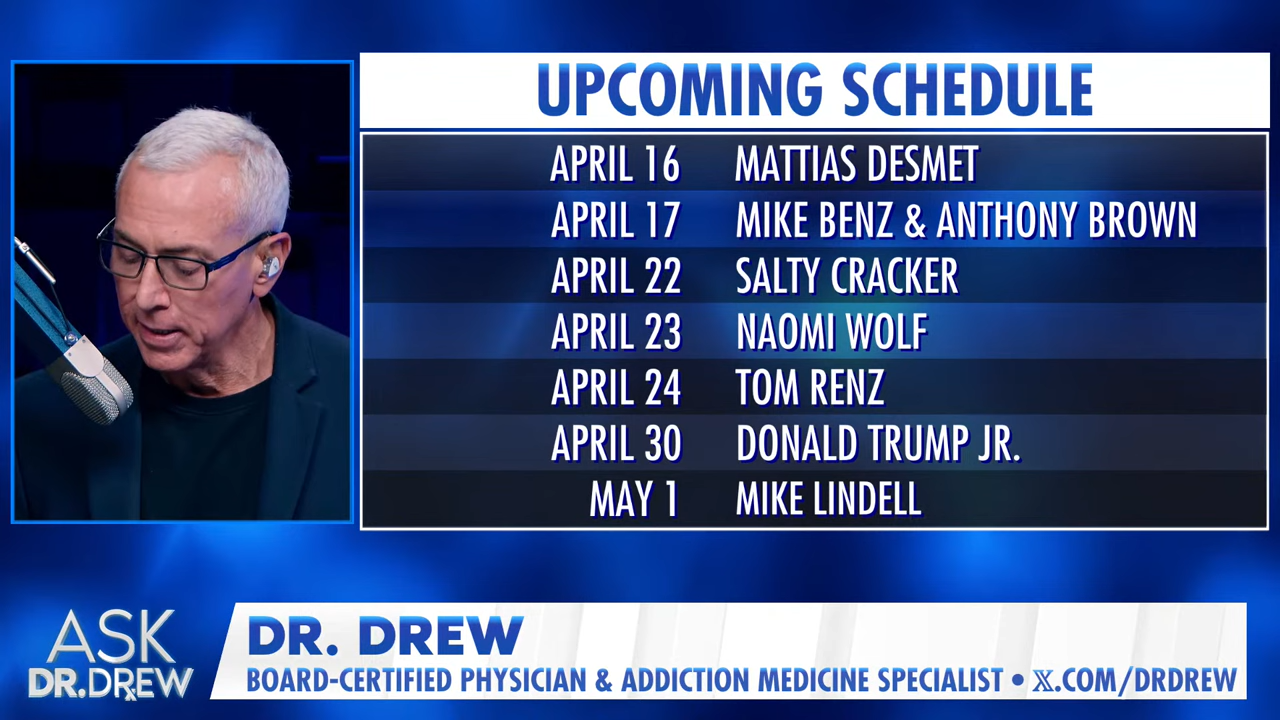 UPCOMING SCHEDULE
APRIL 16 MATTIAS DESMET
APRIL 17 MIKE BENZ & ANTHONY BROWN
APRIL 22 SALTY CRACKER
APRIL 23 NAOMI WOLF
APRIL 24 TOM RENZ
APRIL 30 DONALD TRUMP JR.
MAY 1 MIKE LINDELL
ASK
DR. DREW
DR. DREW
BOARD-CERTIFIED PHYSICIAN & ADDICTION MEDICINE SPECIALIST • X.COM/DRDREW